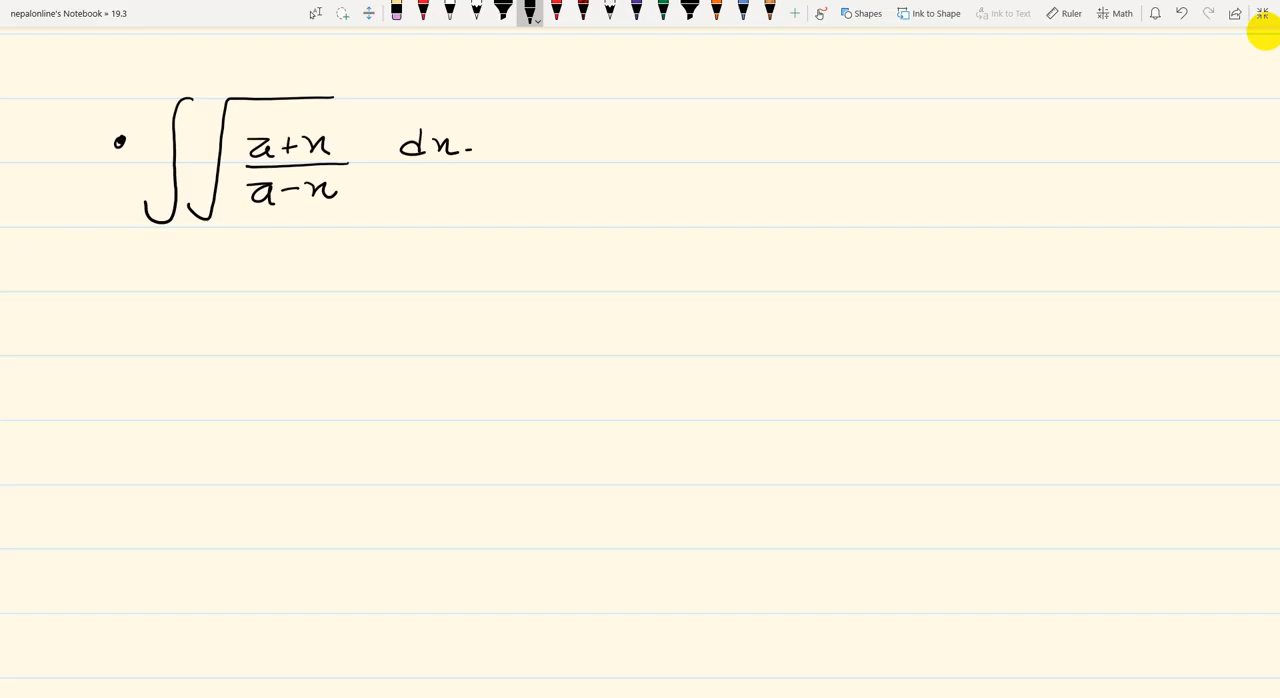 nepalonline's Notebook » 19.3
Shapes Ink to Shape Ink to Text Ruler Math
• ∫ √((a+x)/(a-x)) dx.